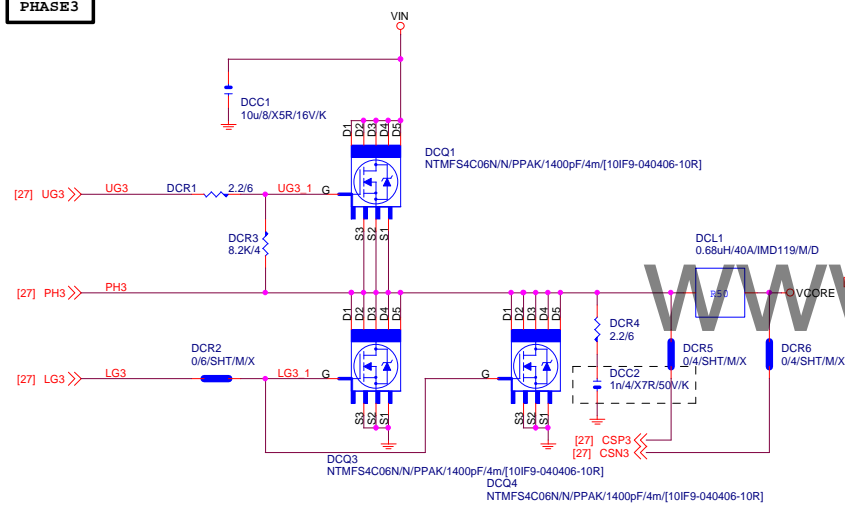 PHASE3
VIN
DCC1
10u/8/X5R/16V/K
D1
D2
D3
D4
D5
DCQ1
NTMFS4C06N/N/PPAK/1400pF/4m/[10IF9-040406-10R]
[27] UG3
UG3
DCR1
2.2/6
UG3_1
G
S3
S2
S1
DCR3
8.2K/4
DCL1
0.68uH/40A/IMD119/M/D
[27] PH3
PH3
R50
VCORE
WWW
D1
D2
D3
D4
D5
D1
D2
D3
D4
D5
DCR4
2.2/6
DCR2
0/6/SHT/M/X
DCR5
0/4/SHT/M/X
DCR6
0/4/SHT/M/X
[27] LG3
LG3
LG3_1
G
G
DCC2
1n/4/X7R/50V/K
S3
S2
S1
S3
S2
S1
[27] CSP3
[27] CSN3
DCQ3
NTMFS4C06N/N/PPAK/1400pF/4m/[10IF9-040406-10R]
DCQ4
NTMFS4C06N/N/PPAK/1400pF/4m/[10IF9-040406-10R]